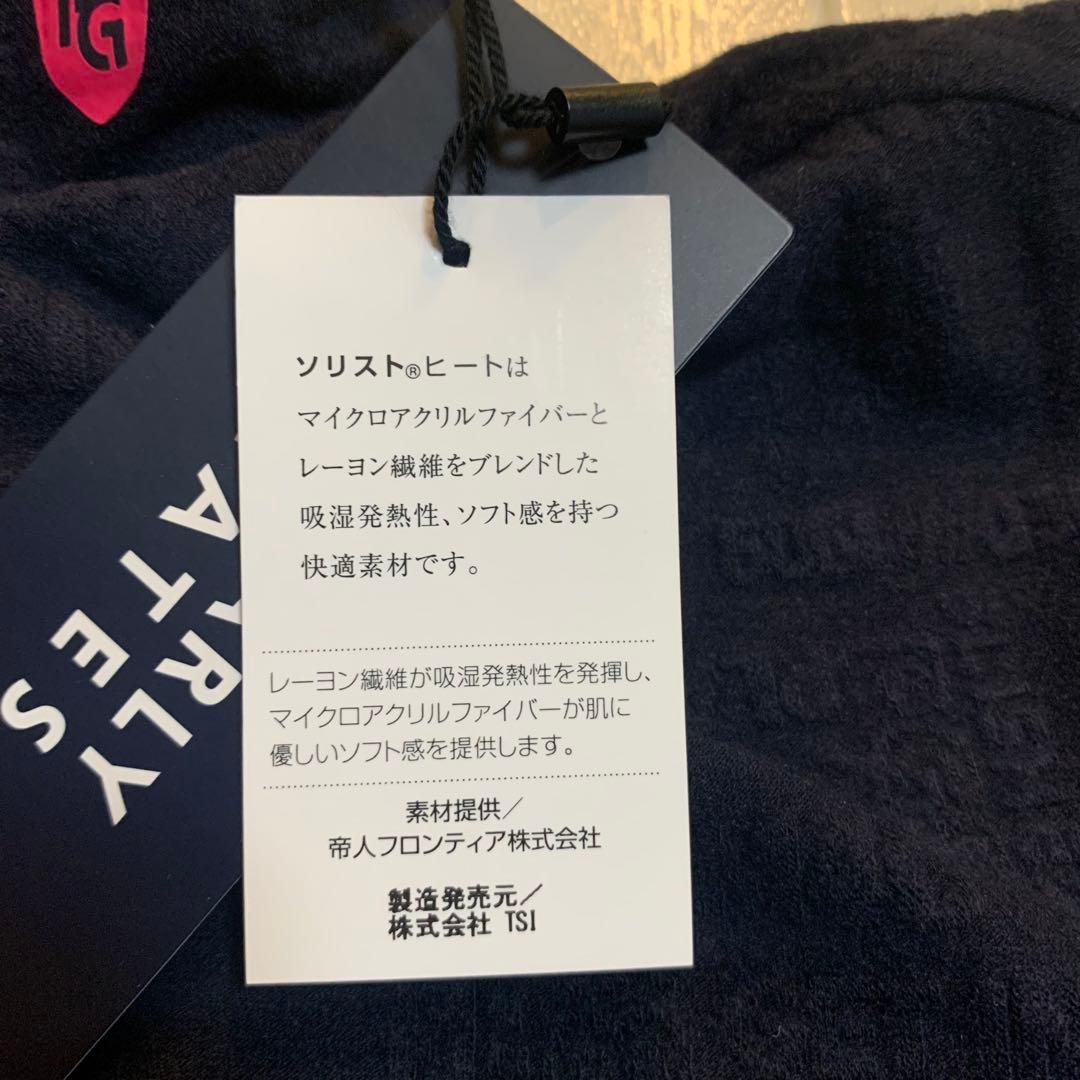 PG
ソリスト®ヒートは
マイクロアクリルファイバーと
レーヨン繊維をブレンドした
吸湿発熱性、ソフト感を持つ
快適素材です。
レーヨン繊維が吸湿発熱性を発揮し、
マイクロアクリルファイバーが肌に
優しいソフト感を提供します。
素材提供/
帝人フロンティア株式会社
製造発売元/
株式会社 TSI
ARLY
ATES